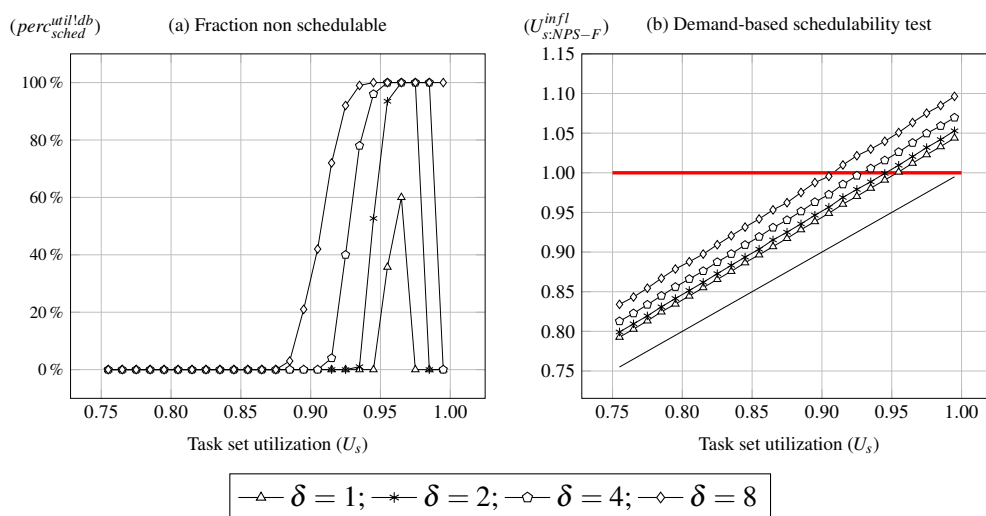 (perc^{util!db}_{sched}) (a) Fraction non schedulable
100 %
80 %
60 %
40 %
20 %
0 %
0.75 0.80 0.85 0.90 0.95 1.00
Task set utilization (U_s)
(U^{infl}_{s:NPS−F}) (b) Demand-based schedulability test
1.10
1.05
1.00
0.95
0.90
0.85
0.80
0.75
0.75 0.80 0.85 0.90 0.95 1.00
Task set utilization (U_s)
δ = 1; δ = 2; δ = 4; δ = 8